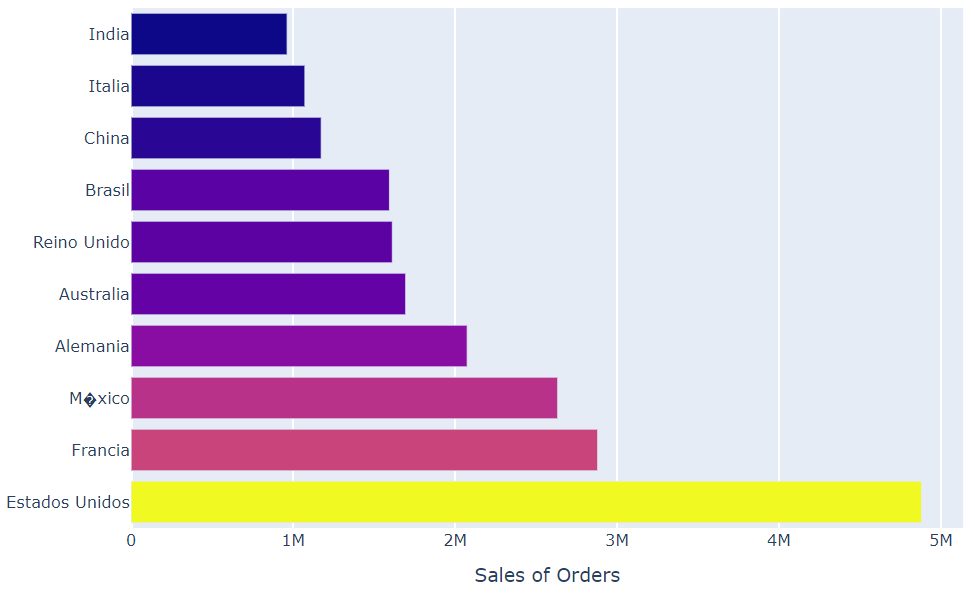 India
Italia
China
Brasil
Reino Unido
Australia
Alemania
M�xico
Francia
Estados Unidos
0 1M 2M 3M 4M 5M
Sales of Orders